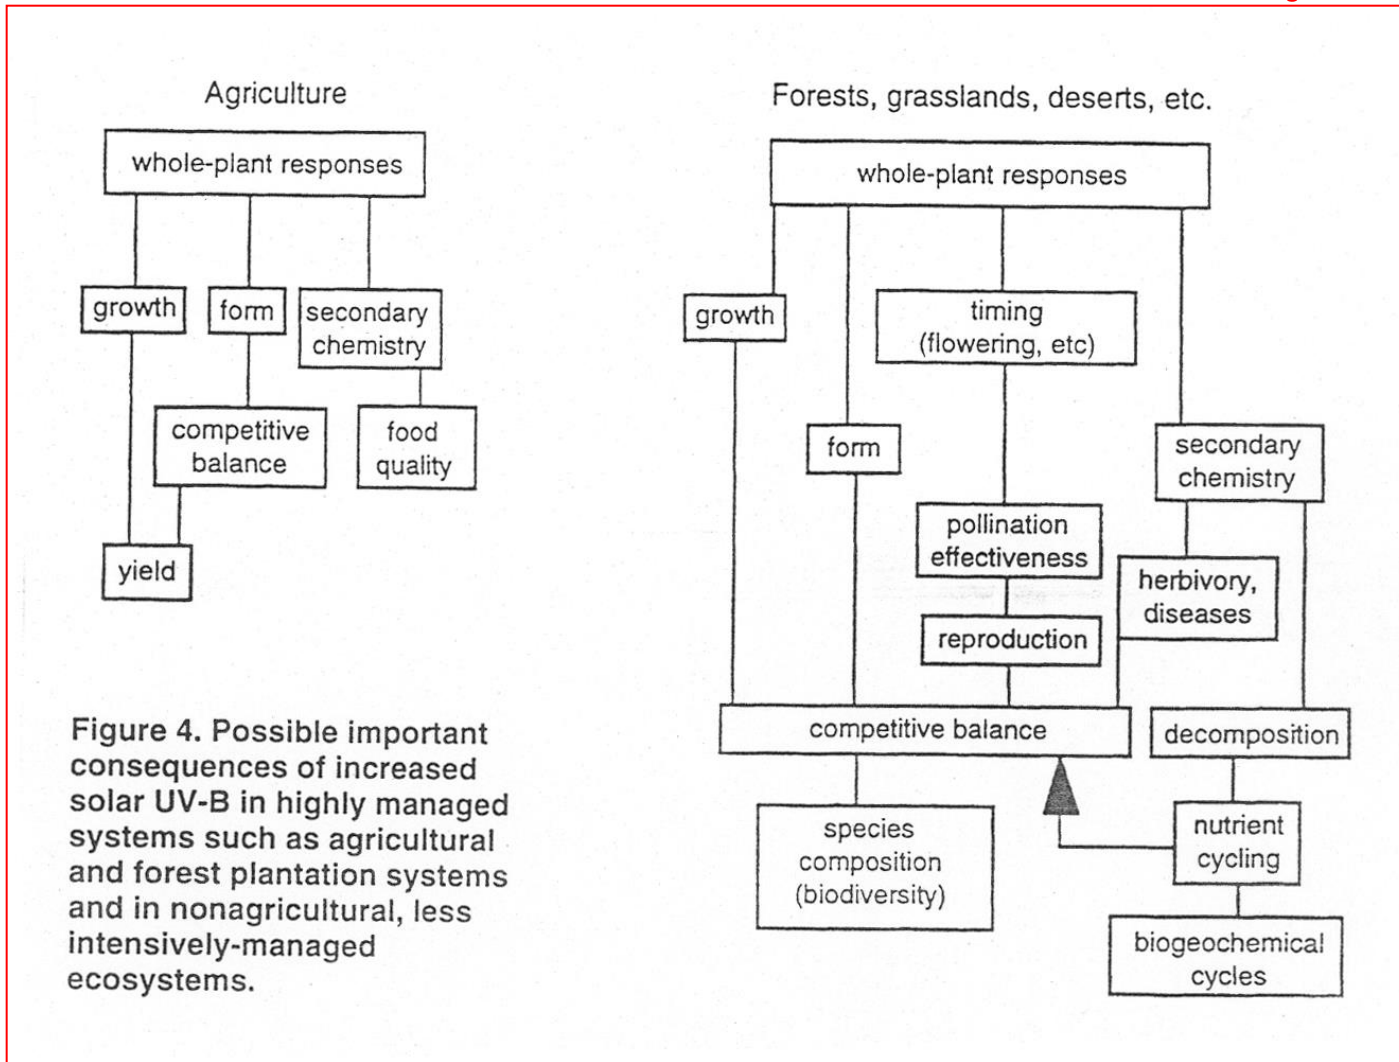 Agriculture
whole-plant responses
growth
form
secondary
chemistry
competitive
balance
food
quality
yield
Forests, grasslands, deserts, etc.
whole-plant responses
growth
timing
(flowering, etc)
form
secondary
chemistry
pollination
effectiveness
herbivory,
diseases
reproduction
competitive balance
decomposition
species
composition
(biodiversity)
nutrient
cycling
biogeochemical
cycles
Figure 4. Possible important
consequences of increased
solar UV-B in highly managed
systems such as agricultural
and forest plantation systems
and in nonagricultural, less
intensively-managed
ecosystems.